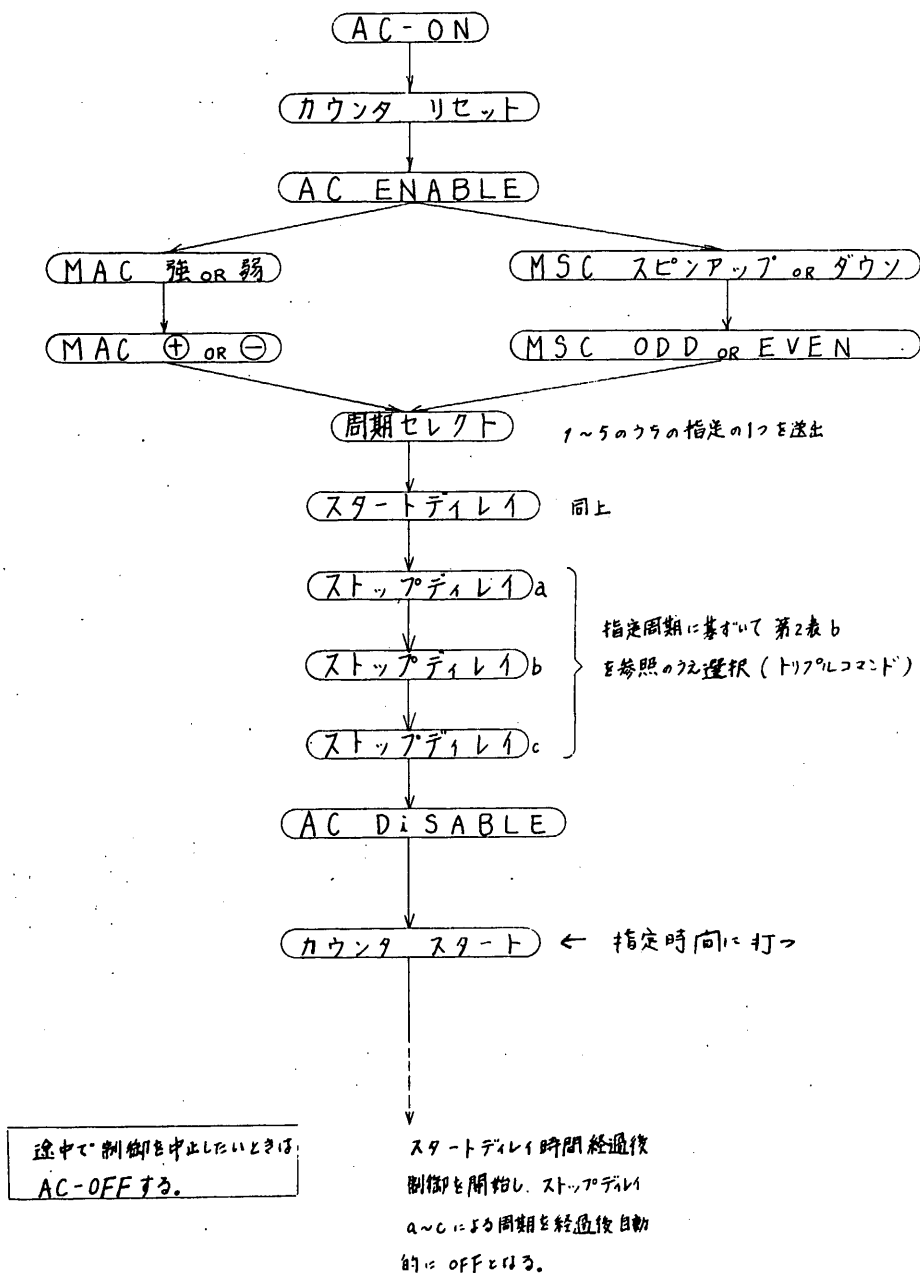 AC-ON
カウンタ リセット
AC ENABLE
MAC 強 OR 弱
MSC スピンアップ OR ダウン
MAC ⊕ OR ⊖
MSC ODD OR EVEN
周期セレクト
1~5のうちの指定の1つを送出
スタートディレイ
同上
ストップディレイ a
ストップディレイ b
ストップディレイ c
指定周期に基ずいて 第2表 b
を参照のうえ選択 (トリプルコマンド)
AC DiSABLE
カウンタ スタート
← 指定時間に打つ
途中で制御を中止したいときは
AC-OFFする。
スタートディレイ時間経過後
制御を開始し、ストップディレイ
a~cによる周期を経過後自動
的にOFFとなる。